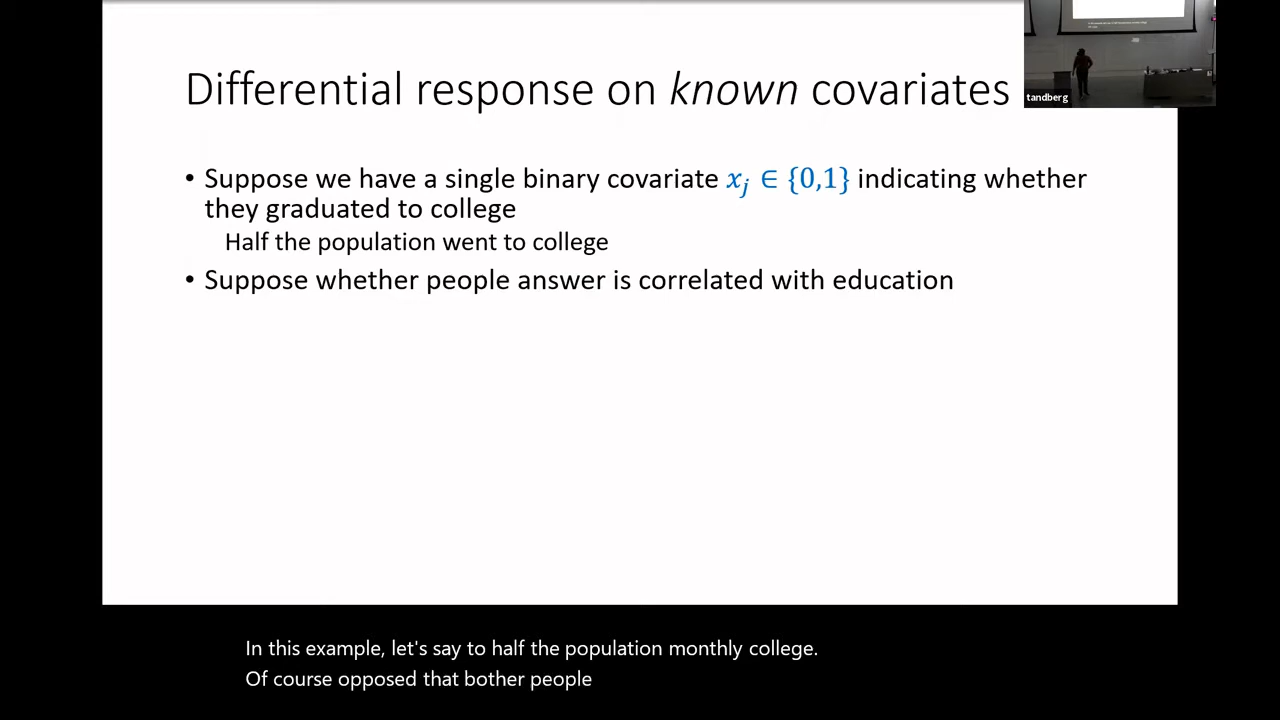 Differential response on known covariates
tandberg
• Suppose we have a single binary covariate xⱼ ∈ {0,1} indicating whether
they graduated to college
Half the population went to college
• Suppose whether people answer is correlated with education
In this example, let's say to half the population monthly college.
Of course opposed that bother people